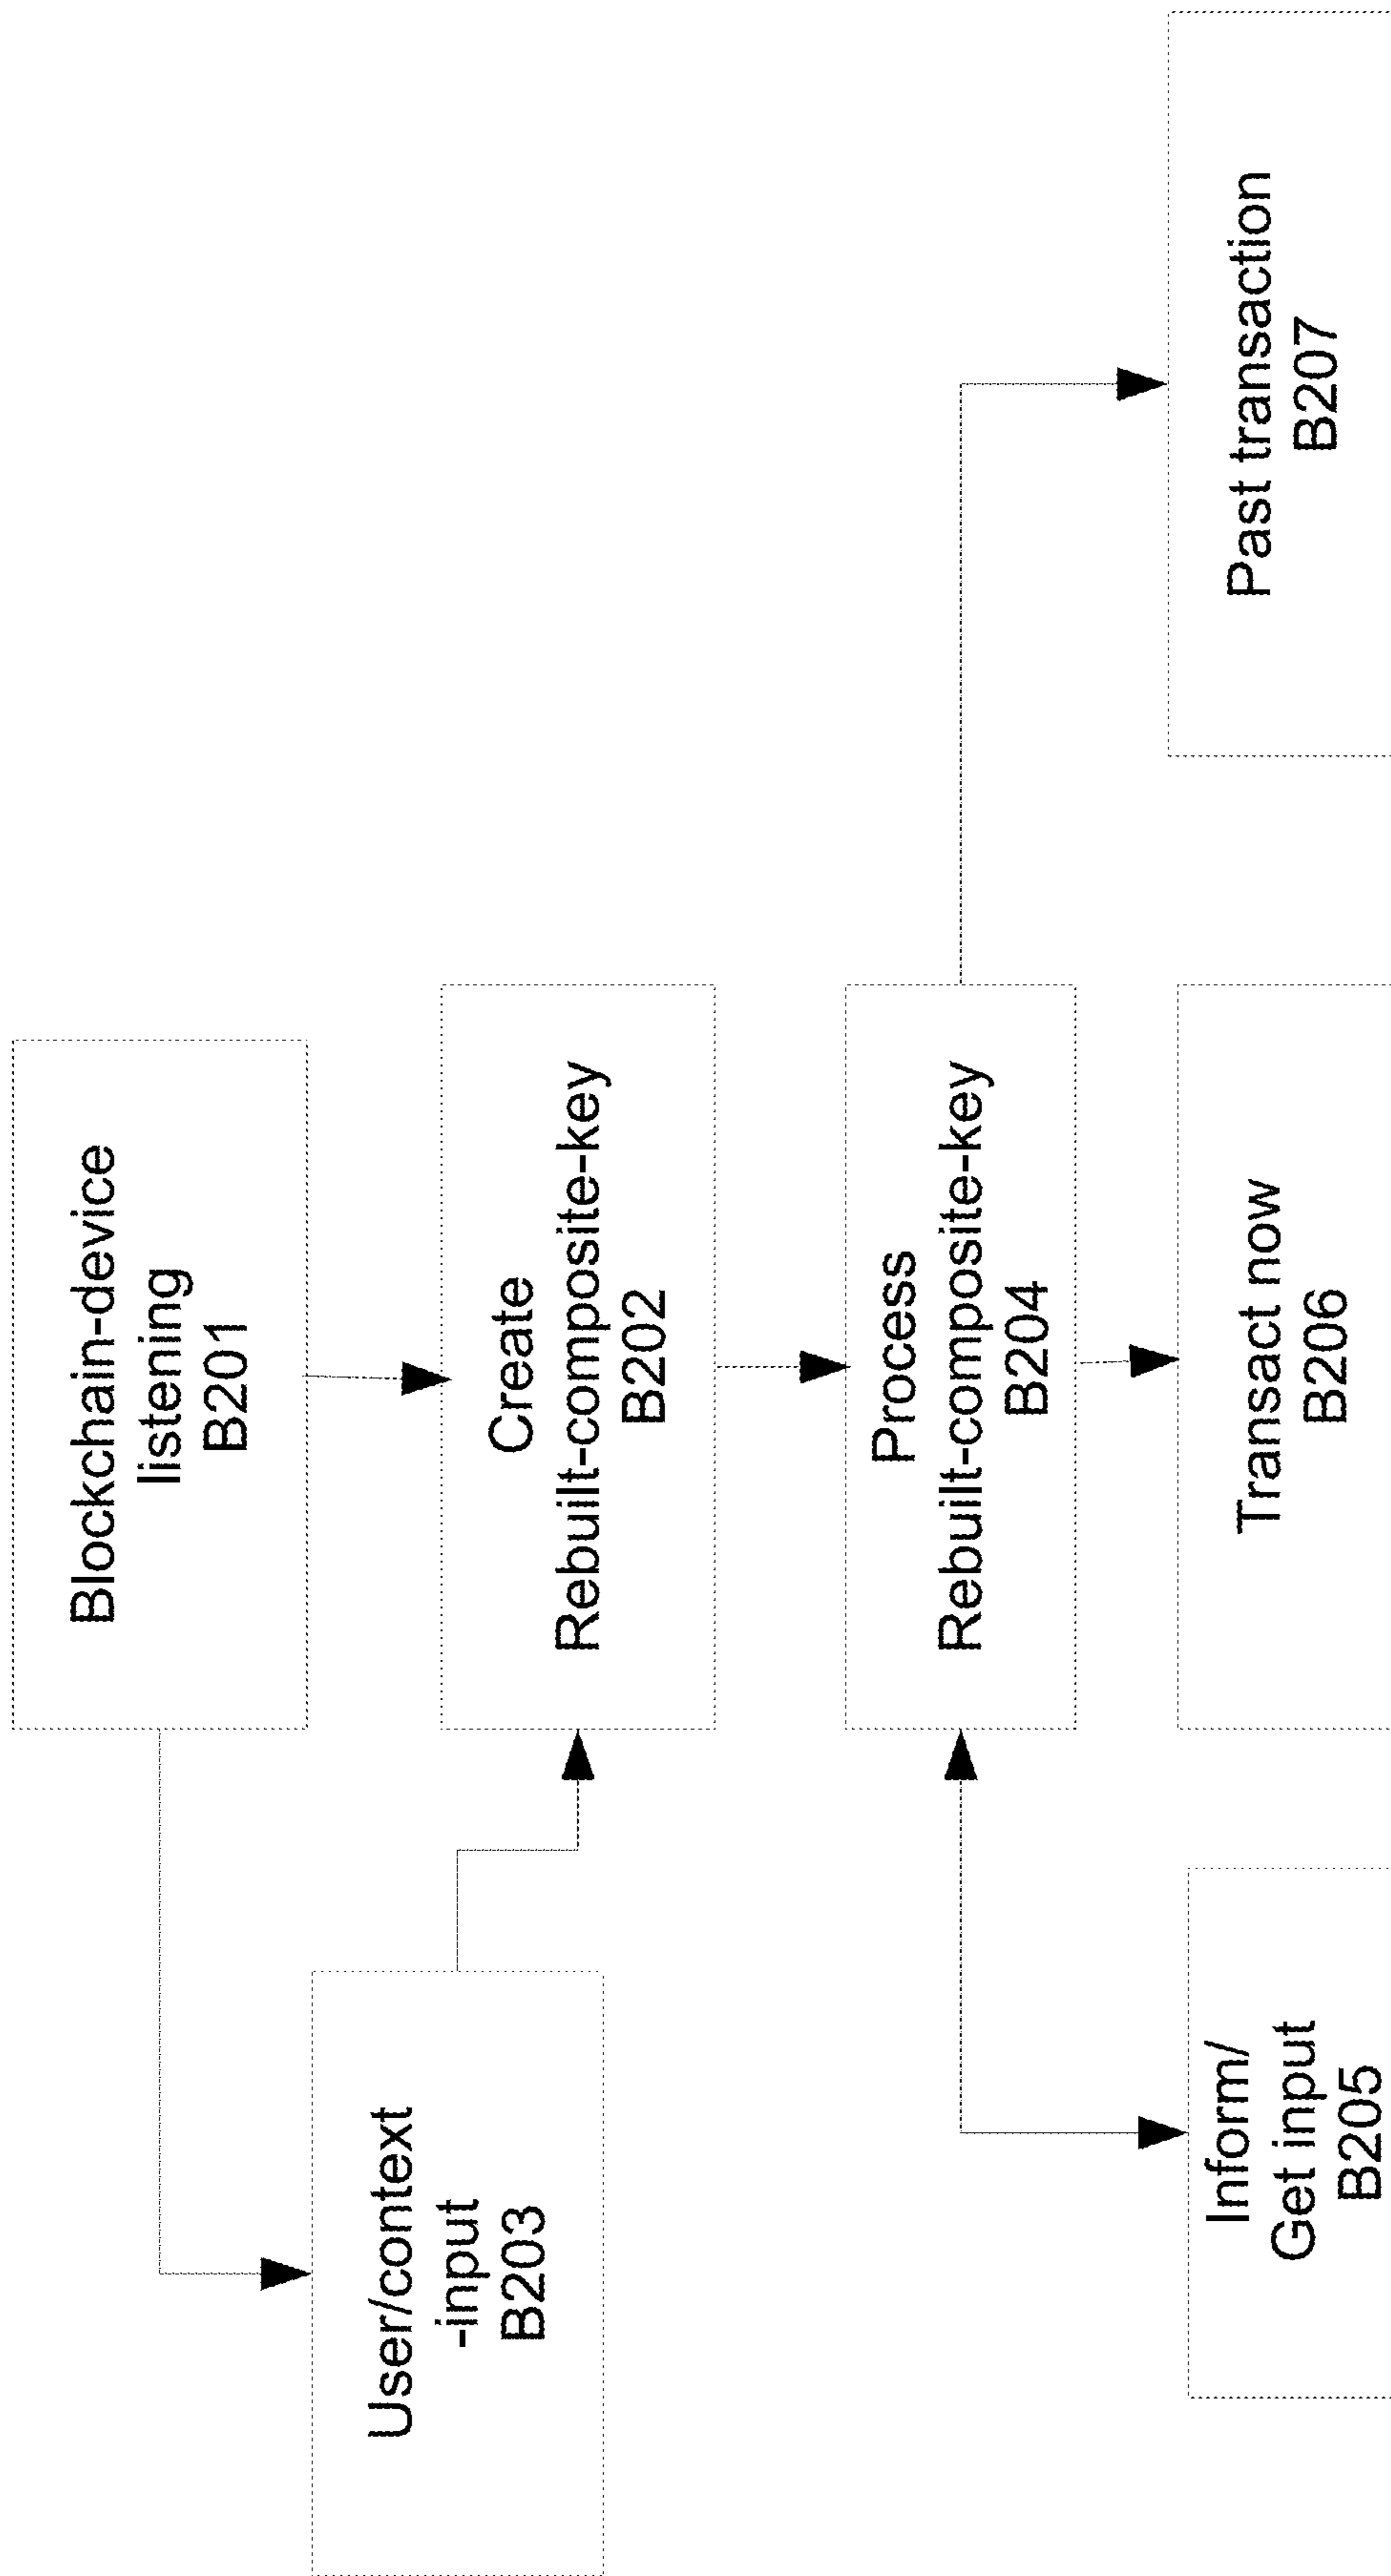 Blockchain-device
listening
B201
User/context
-input
B203
Create
Rebuilt-composite-key
B202
Process
Rebuilt-composite-key
B204
Inform/
Get input
B205
Transact now
B206
Past transaction
B207